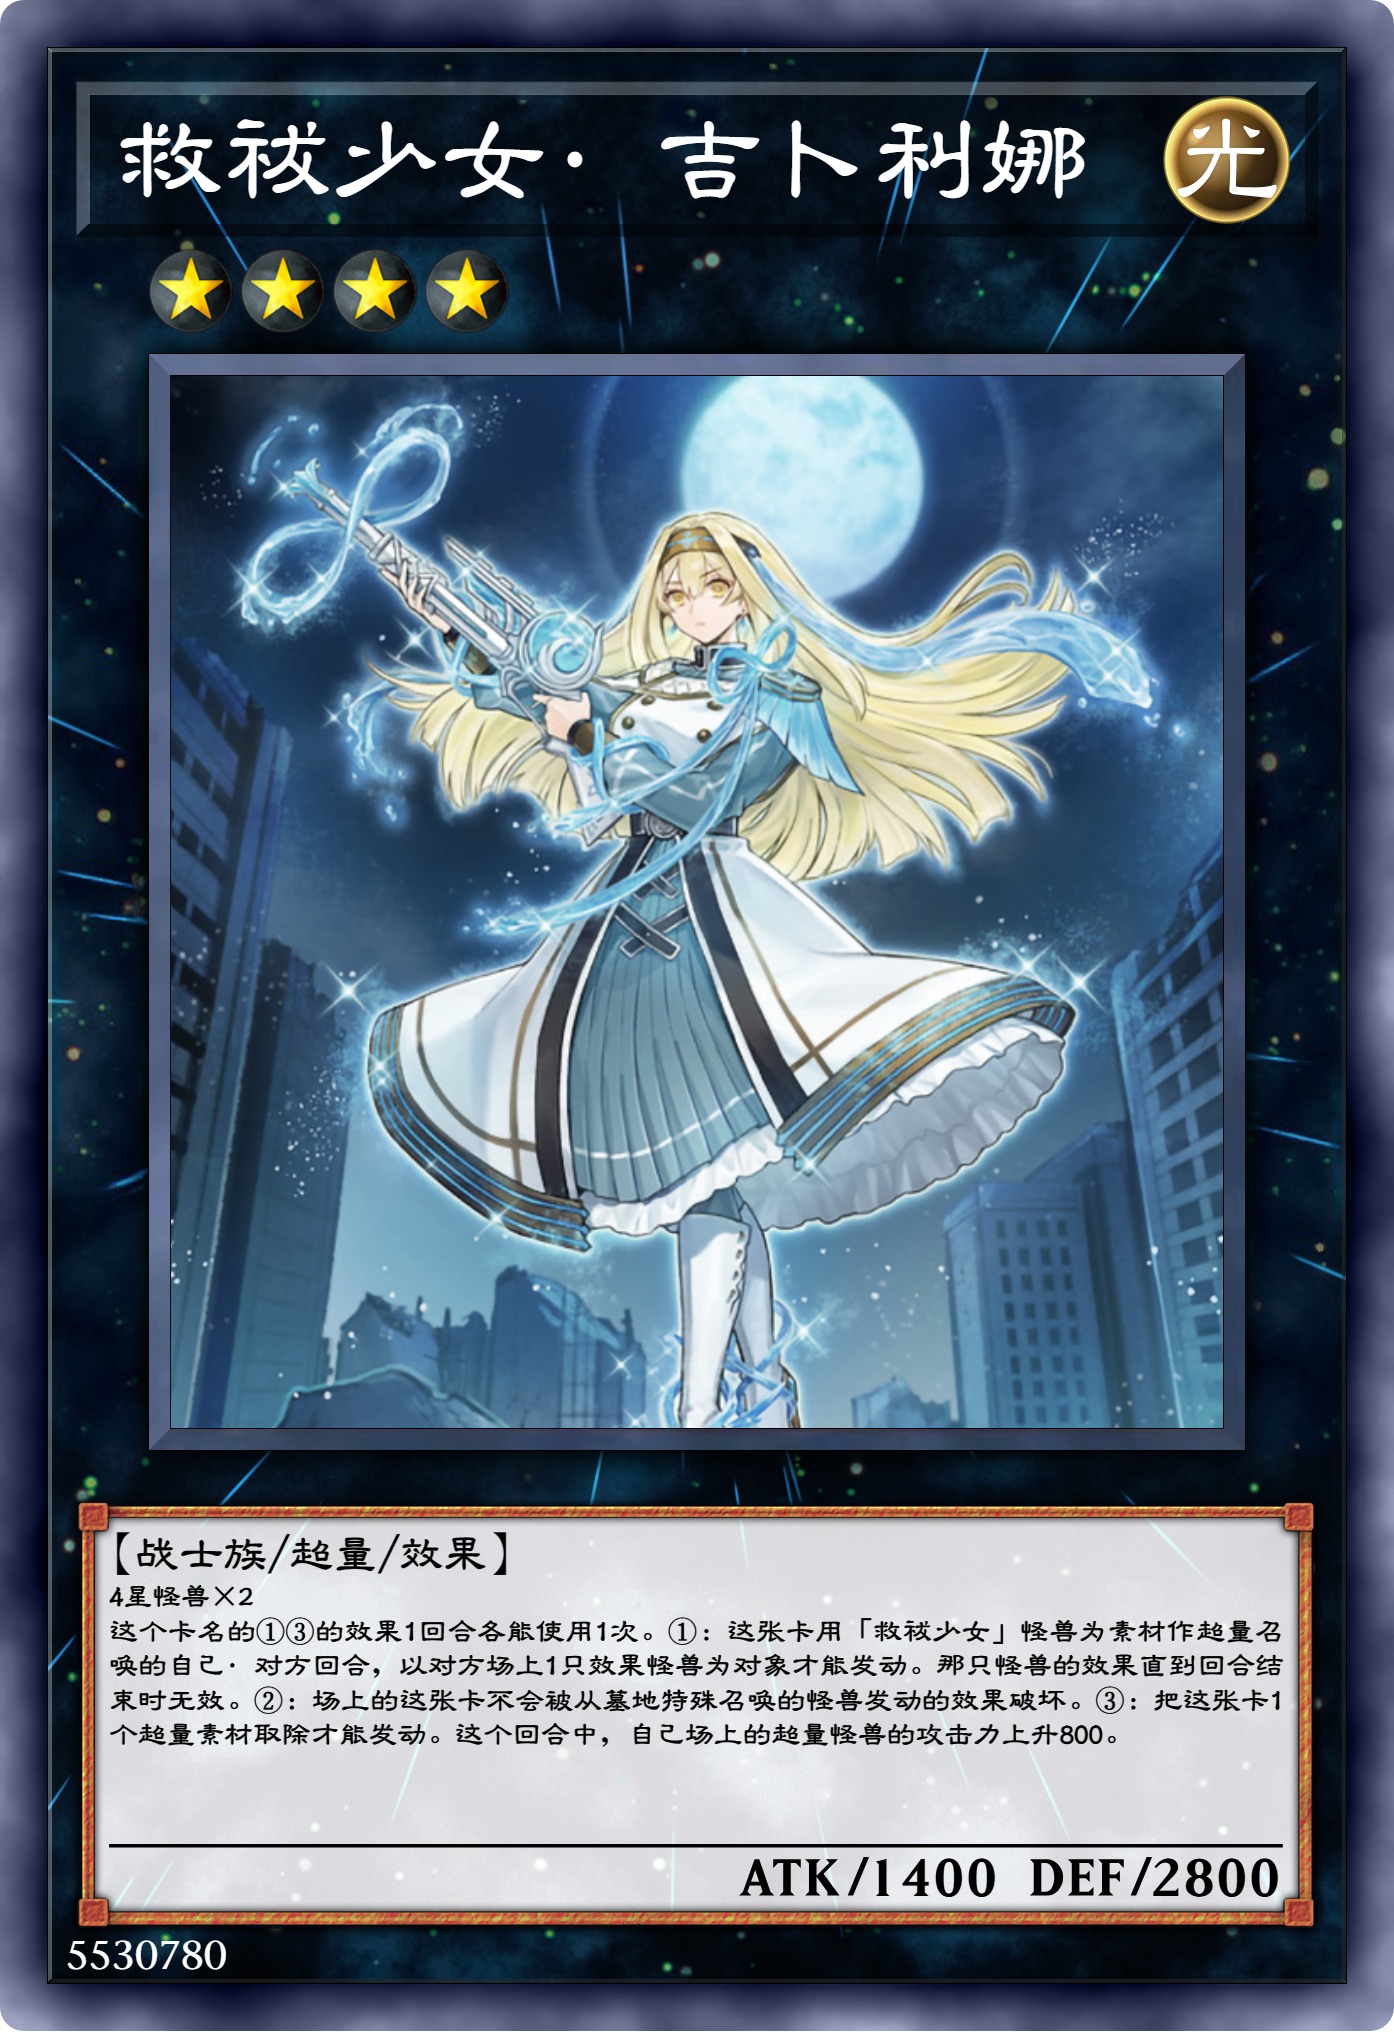 救祓少女·吉卜利娜
光
【战士族/超量/效果】
4星怪兽×2
这个卡名的①③的效果1回合各能使用1次。①：这张卡用「救祓少女」怪兽为素材作超量召
唤的自己·对方回合，以对方场上1只效果怪兽为对象才能发动。那只怪兽的效果直到回合结
束时无效。②：场上的这张卡不会被从墓地特殊召唤的怪兽发动的效果破坏。③：把这张卡1
个超量素材取除才能发动。这个回合中，自己场上的超量怪兽的攻击力上升800。
ATK/1400 DEF/2800
5530780